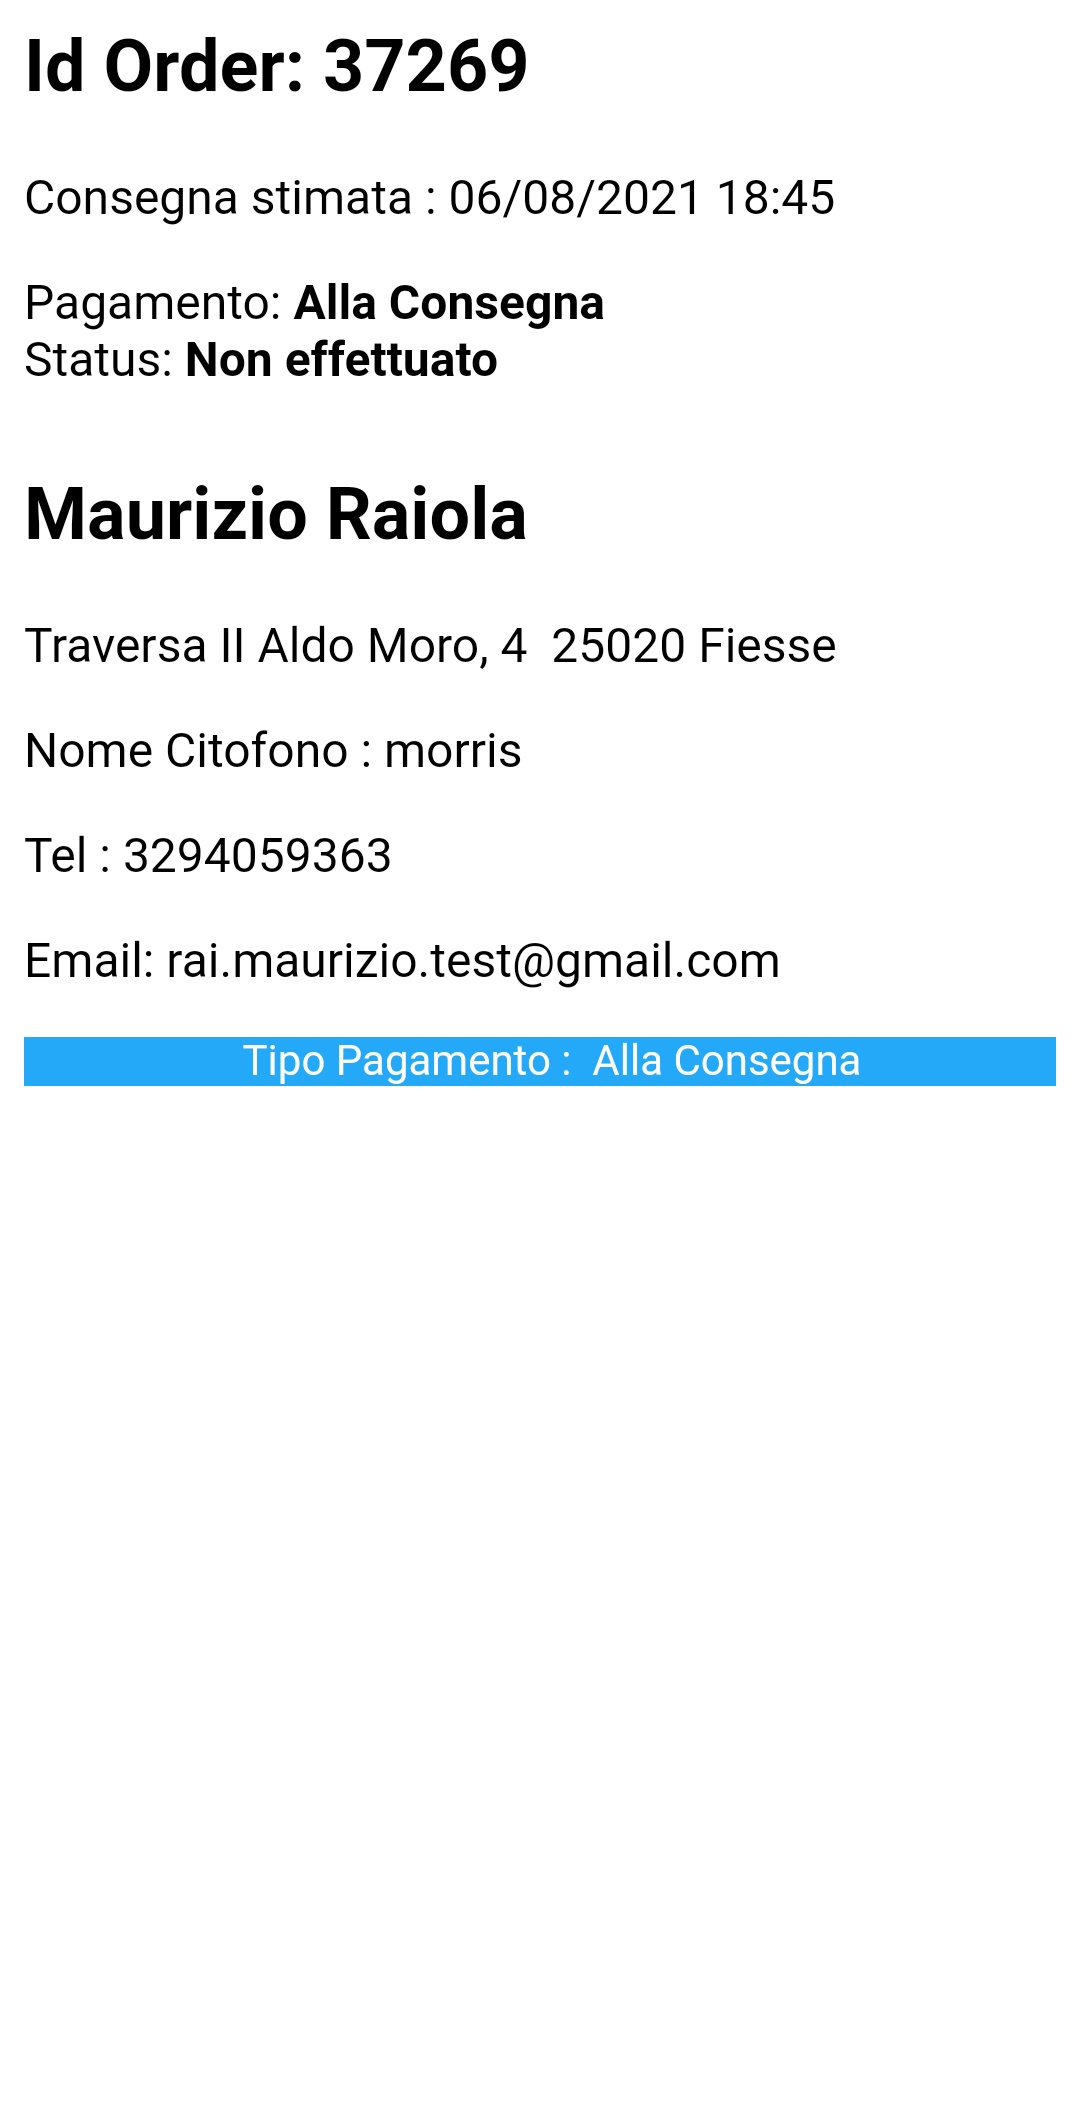 Id Order: 37269
Consegna stimata : 06/08/2021 18:45
Pagamento: Alla Consegna
Status: Non effettuato
Maurizio Raiola
Traversa II Aldo Moro, 4  25020 Fiesse
Nome Citofono : morris
Tel : 3294059363
Email: rai.maurizio.test@gmail.com
Tipo Pagamento :  Alla Consegna